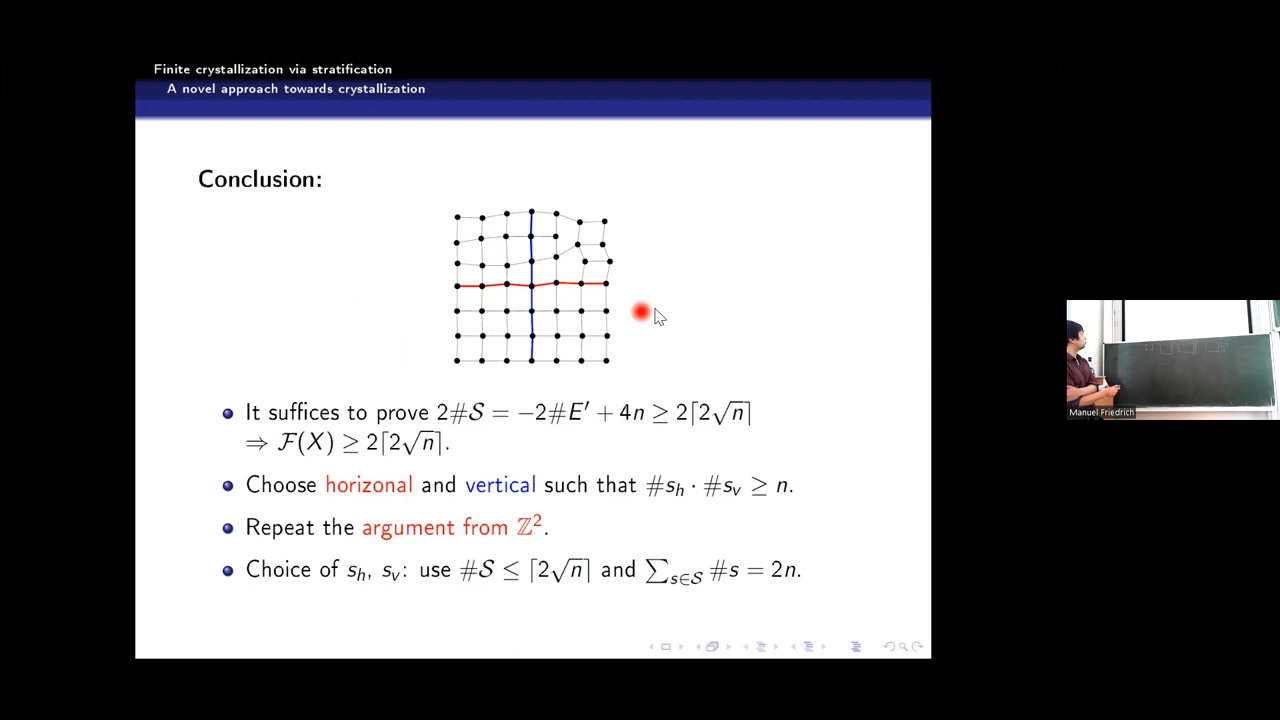 Finite crystallization via stratification
A novel approach towards crystallization
Conclusion:
It suffices to prove 2#𝒮 = −2#E′ + 4n ≥ 2⌈2√n⌉
⇒ ℱ(X) ≥ 2⌈2√n⌉.
Choose horizonal and vertical such that #s_h · #s_v ≥ n.
Repeat the argument from ℤ².
Choice of s_h, s_v: use #𝒮 ≤ ⌈2√n⌉ and ∑_{s∈𝒮} #s = 2n.
Manuel Friedrich